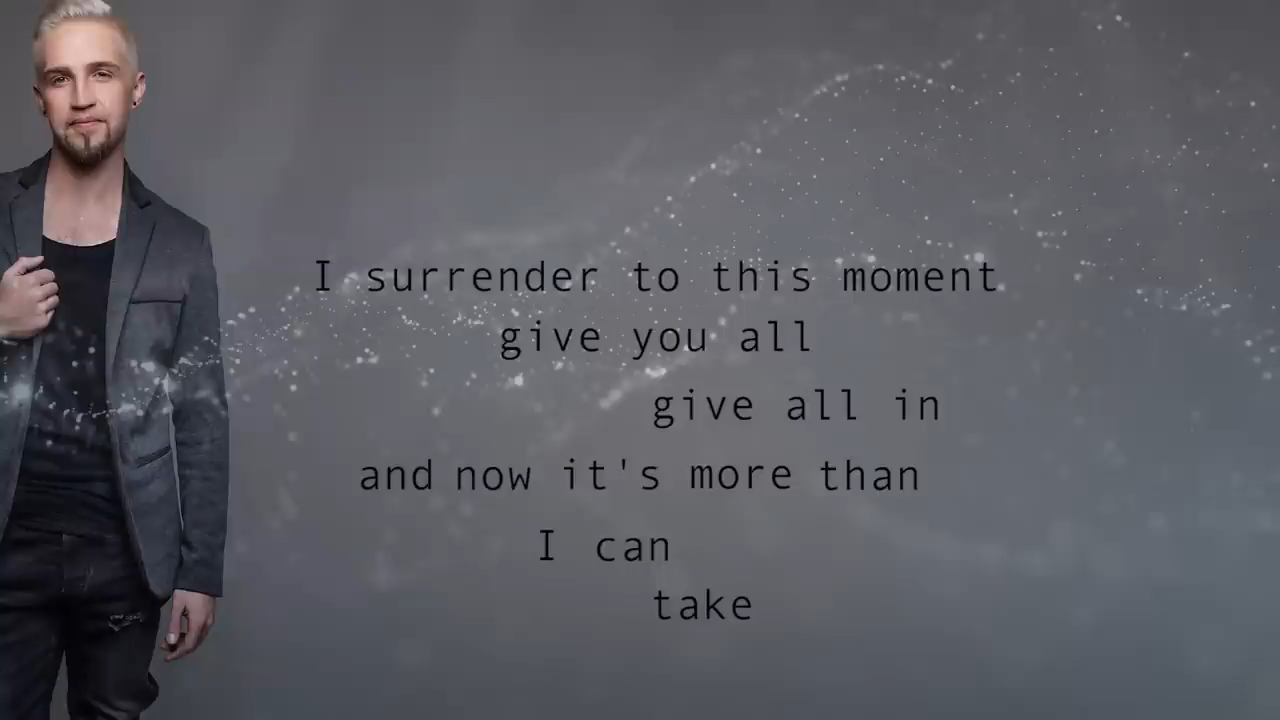 I surrender to this moment
give you all
give all in
and now it's more than
I can
take